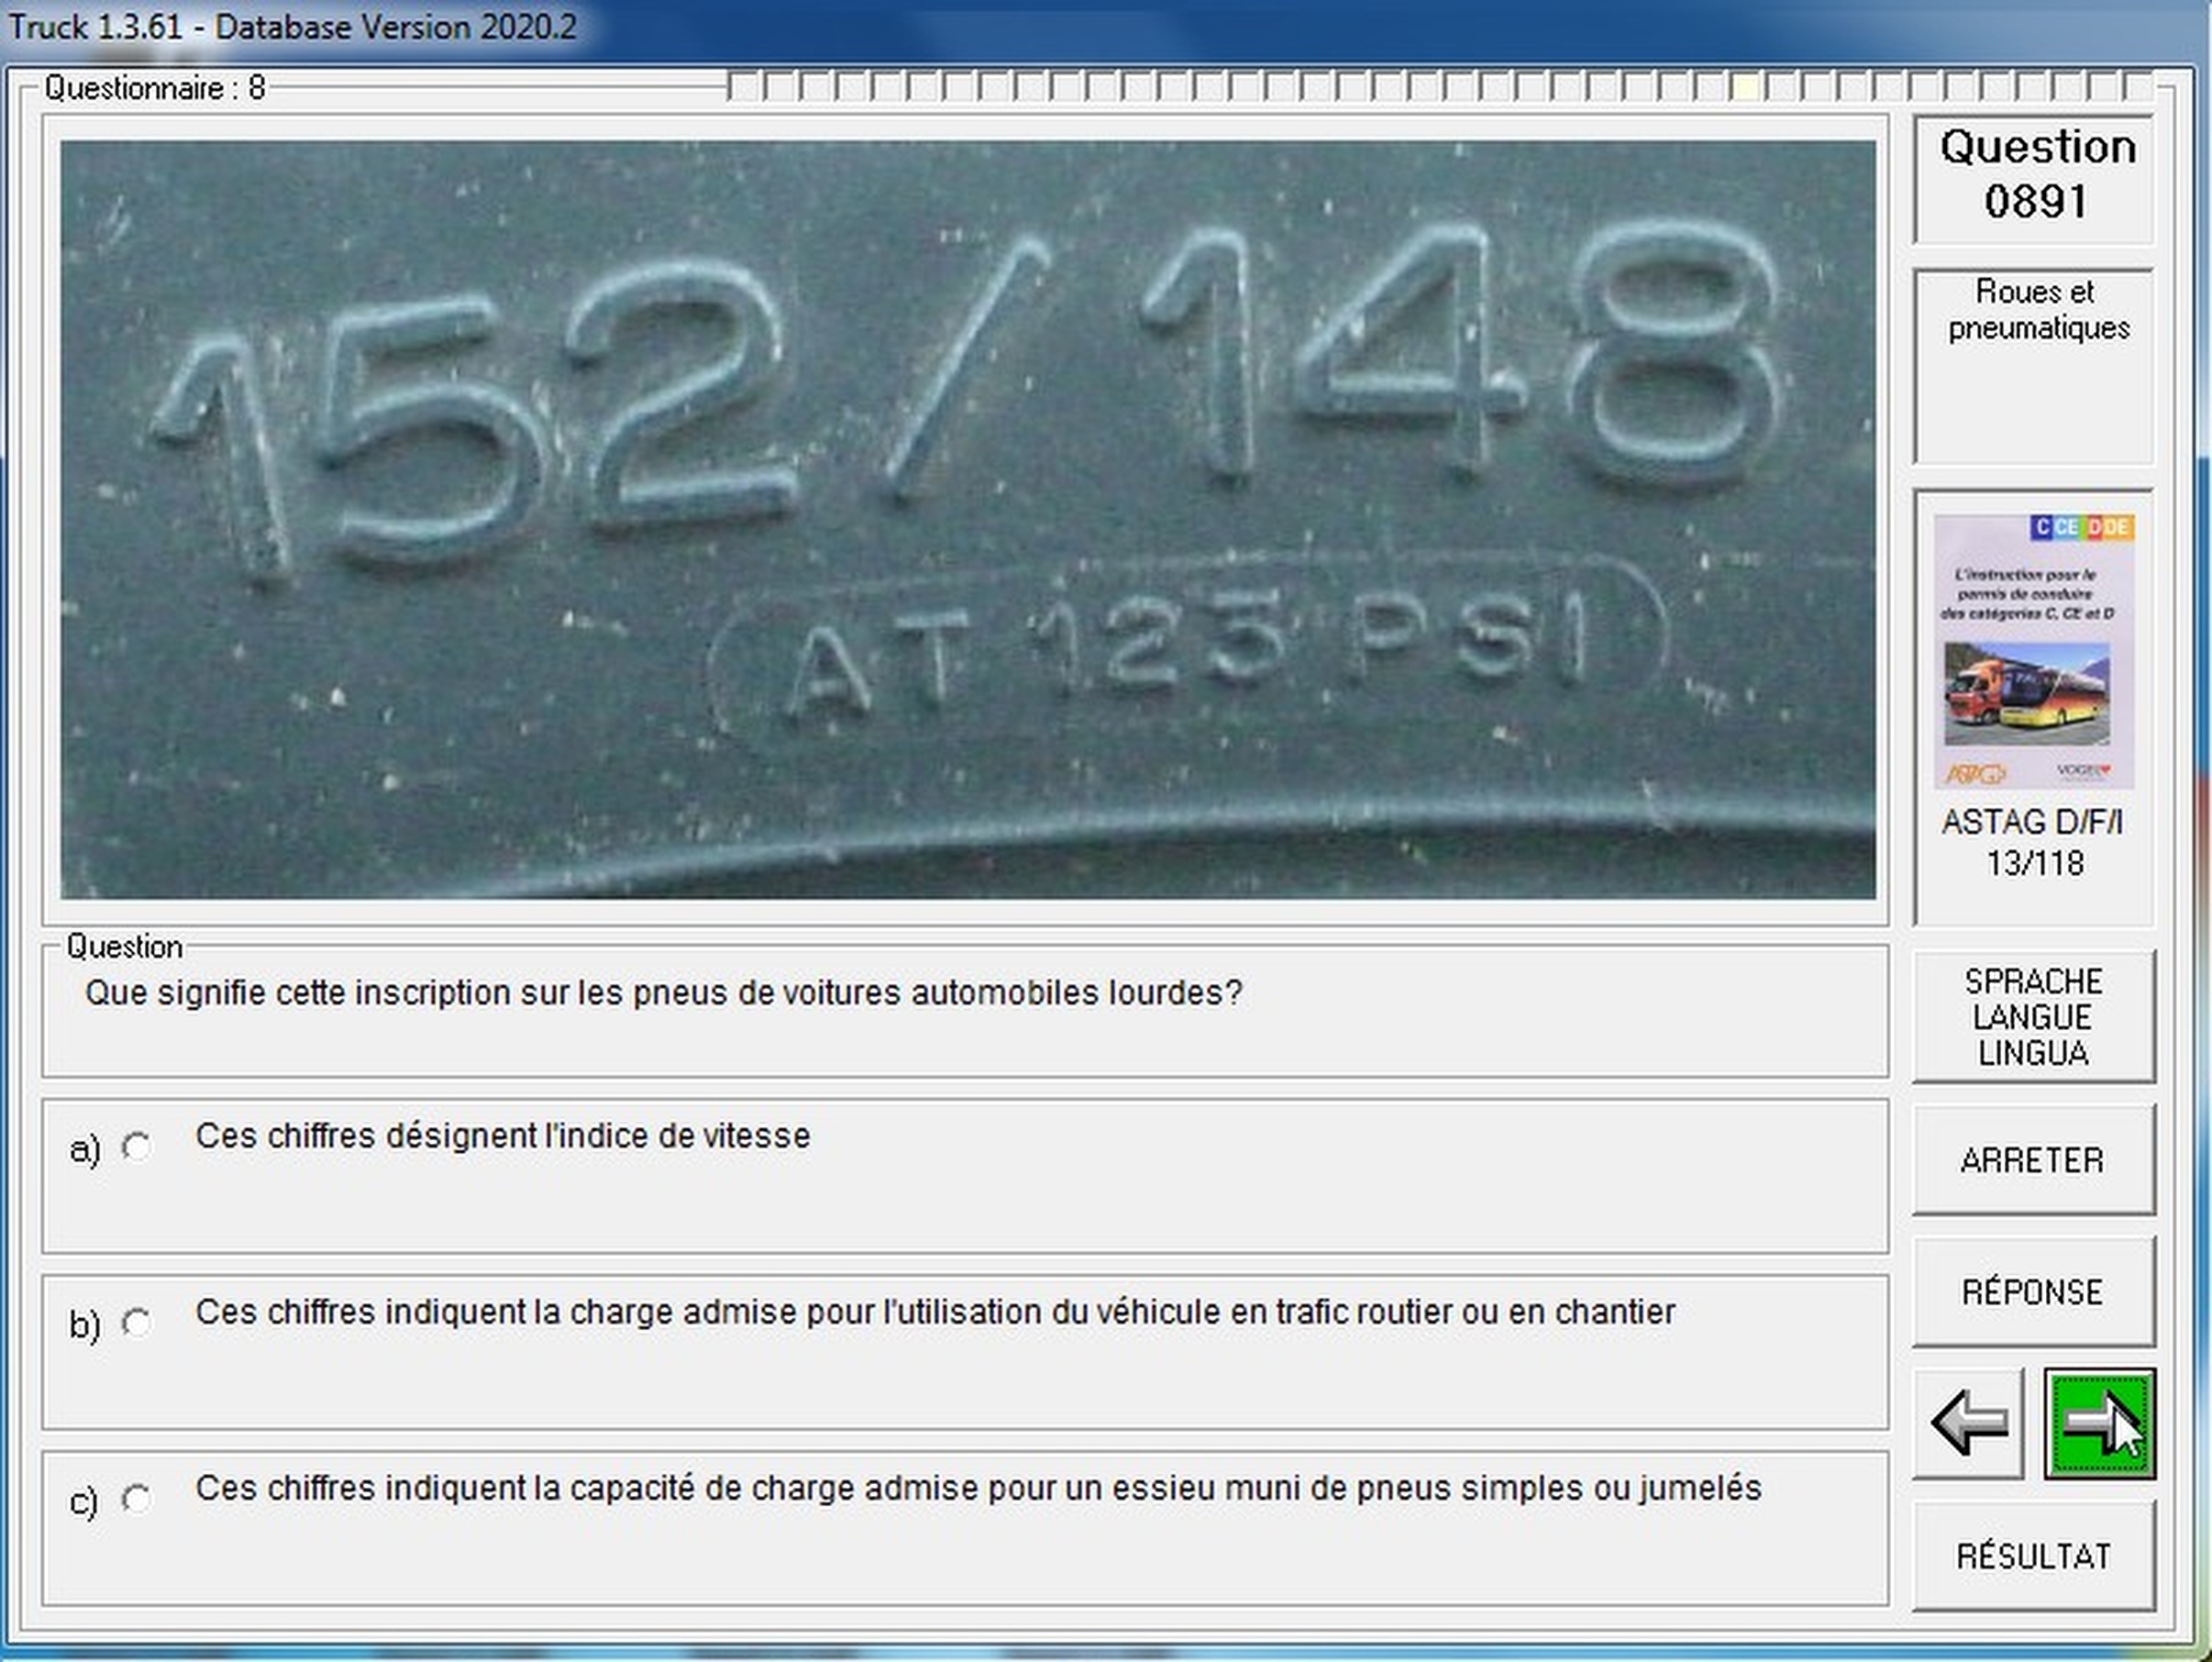 Truck 1.3.61 - Database Version 2020.2
Questionnaire : 8
152/148
AT 123 PSI
Question
0891
Roues et
pneumatiques
C CE D DE
L'instruction pour le
permis de conduire
des catégories C, CE et D
ASTAG
VOGEL
ASTAG D/F/I
13/118
Question
Que signifie cette inscription sur les pneus de voitures automobiles lourdes?
a) Ces chiffres désignent l'indice de vitesse
b) Ces chiffres indiquent la charge admise pour l'utilisation du véhicule en trafic routier ou en chantier
c) Ces chiffres indiquent la capacité de charge admise pour un essieu muni de pneus simples ou jumelés
SPRACHE
LANGUE
LINGUA
ARRETER
RÉPONSE
RÉSULTAT